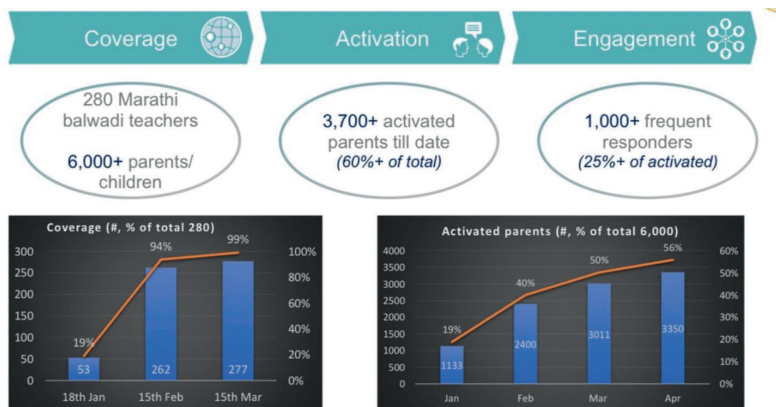 Coverage
Activation
Engagement
280 Marathi
balwadi teachers
6,000+ parents/
children
3,700+ activated
parents till date
(60%+ of total)
1,000+ frequent
responders
(25%+ of activated)
Coverage (#, % of total 280)
300
250
200
150
100
50
0
100%
80%
60%
40%
20%
0%
19%
94%
99%
53
262
277
18th Jan
15th Feb
15th Mar
Activated parents (#, % of total 6,000)
4000
3500
3000
2500
2000
1500
1000
500
0
60%
50%
40%
30%
20%
10%
0%
19%
40%
50%
56%
1133
2400
3011
3350
Jan
Feb
Mar
Apr